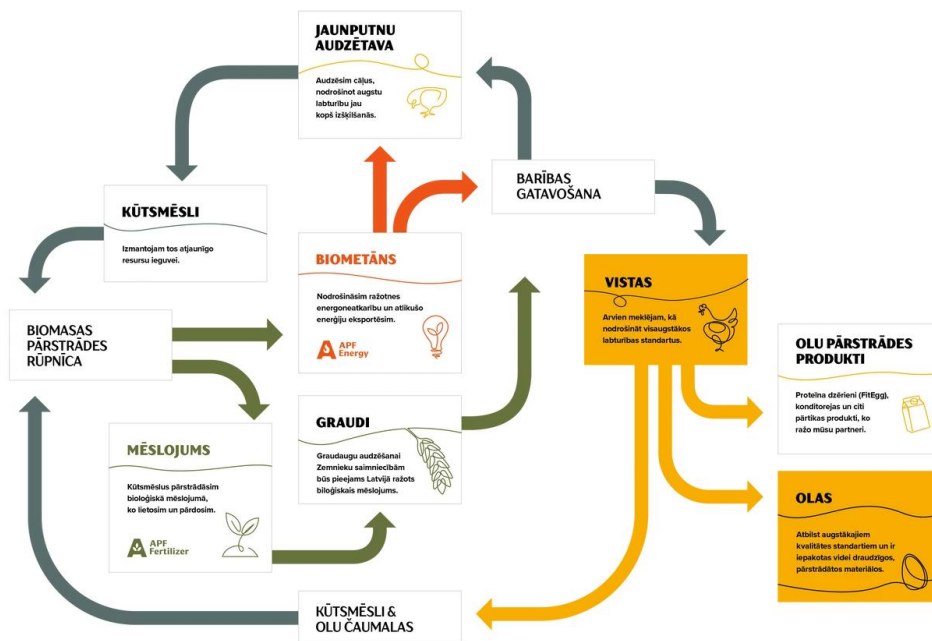 JAUNPUTNU
AUDZĒTAVA
Audzēsim cāļus,
nodrošinot augstu
labturību jau
kopš izšķilšanās.
BARĪBAS
GATAVOŠANA
KŪTSMĒSLI
Izmantojam tos atjaunīgo
resursu ieguvei.
BIOMETĀNS
Nodrošināsim ražotnes
energoneatkarību un atlikušo
enerģiju eksportēsim.
APF
Energy
VISTAS
Arvien meklējam, kā
nodrošināt visaugstākos
labturības standartus.
BIOMASAS
PĀRSTRĀDES
RŪPNĪCA
OLU PĀRSTRĀDES
PRODUKTI
Proteīna dzērieni (FitEgg),
konditorejas un citi
pārtikas produkti, ko
ražo mūsu partneri.
GRAUDI
Graudaugu audzēšanai
Zemnieku saimniecībām
būs pieejams Latvijā ražots
bioloģiskais mēslojums.
MĒSLOJUMS
Kūtsmēslus pārstrādāsim
bioloģiskā mēslojumā,
ko lietosim un pārdosim.
APF
Fertilizer
OLAS
Atbilst augstākajiem
kvalitātes standartiem un ir
iepakotas videi draudzīgos,
pārstrādātos materiālos.
KŪTSMĒSLI &
OLU ČAUMALAS